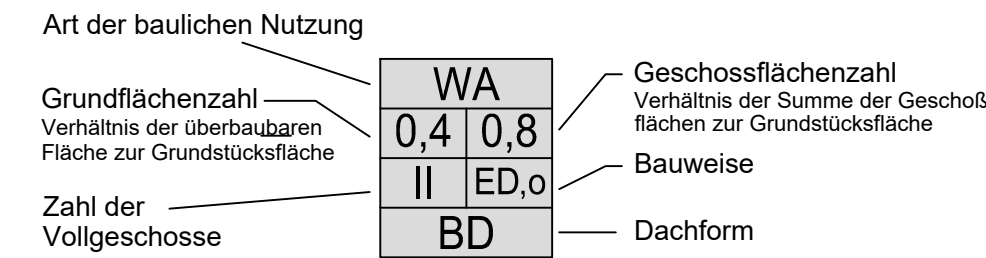 Art der baulichen Nutzung
Grundflächenzahl
Verhältnis der überbaubaren
Fläche zur Grundstücksfläche
Zahl der
Vollgeschosse
WA
0,4 0,8
II ED,o
BD
Geschossflächenzahl
Verhältnis der Summe der Geschoß
flächen zur Grundstücksfläche
Bauweise
Dachform